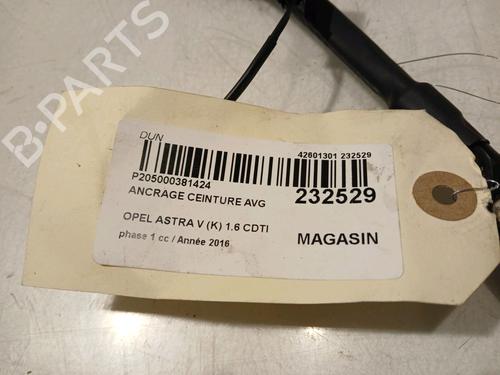 B-PARTS
DUN
42601301 232529
P205000381424
ANCRAGE CEINTURE AVG
232529
OPEL ASTRA V (K) 1.6 CDTI
phase 1 cc / Année 2016
MAGASIN